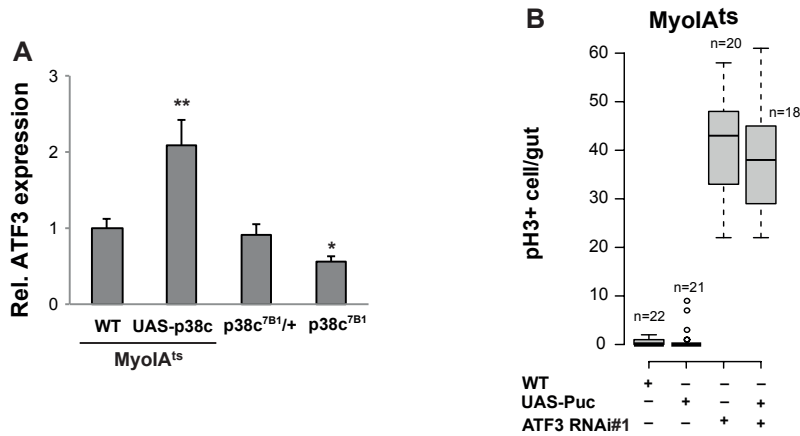 A
Rel. ATF3 expression
3
2
1
0
**
*
WT UAS-p38c p38c7B1/+ p38c7B1
MyoIAts
B
MyoIAts
pH3+ cell/gut
60
50
40
30
20
10
0
n=20
n=18
n=21
n=22
WT + – – –
UAS-Puc – + – +
ATF3 RNAi#1 – – + +